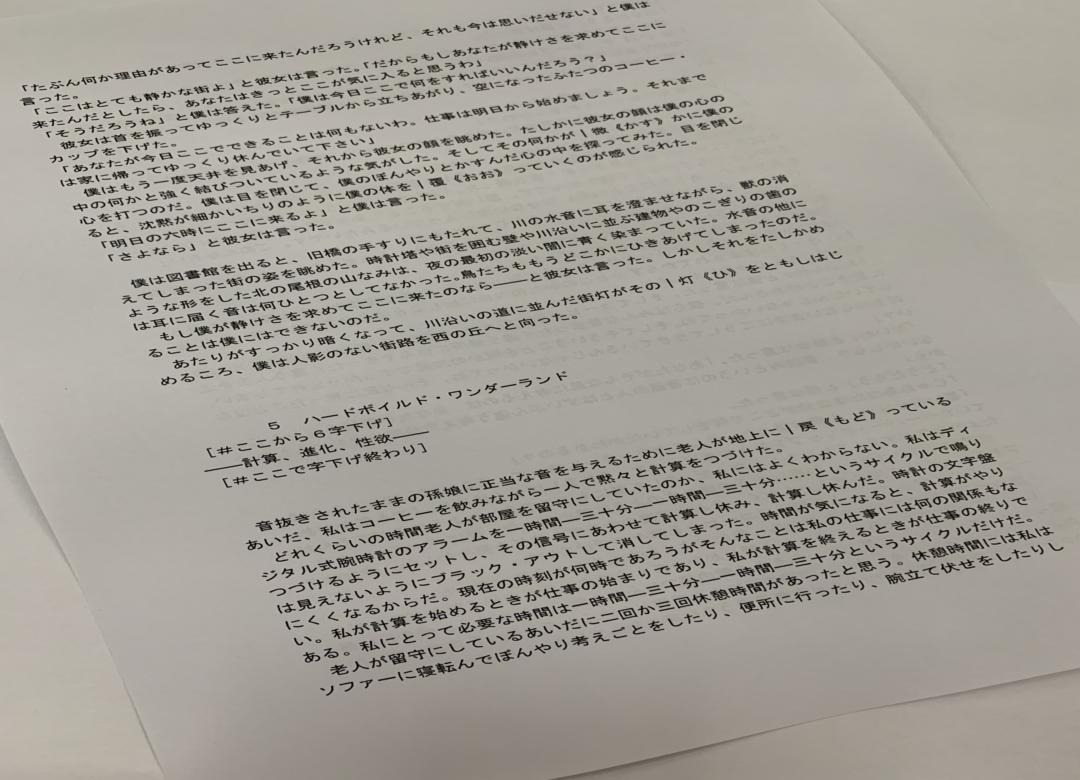 「たぶん何か理由があってここに来たんだろうけれど、それも今は思いだせない」と僕は
言った。
「ここはとても静かな街よ」と彼女は言った。「だからもしあなたが静けさを求めてここに
来たんだとしたら、あなたはきっとここが気に入ると思うわ」
「そうだろうね」と僕は答えた。「僕は今日ここで何をすればいいんだろう?」
彼女は首を振ってゆっくりとテーブルから立ちあがり、空になったふたつのコーヒー・
カップを下げた。
「あなたが今日ここでできることは何もないわ。仕事は明日から始めましょう。それまで
は家に帰ってゆっくり休んでいて下さい」
僕はもう一度天井を見あげ、それから彼女の顔を眺めた。たしかに彼女の顔は僕の心の
中の何かと強く結びついているような気がした。そしてその何かが|微《かす》かに僕の
心を打つのだ。僕は目を閉じて、僕のぼんやりとかすんだ心の中を探ってみた。目を閉じ
ると、沈黙が細かいちりのように僕の体を|覆《おお》っていくのが感じられた。
「明日の六時にここに来るよ」と僕は言った。
「さよなら」と彼女は言った。
僕は図書館を出ると、旧橋の手すりにもたれて、川の水音に耳を澄ませながら、獣の消
えてしまった街の姿を眺めた。時計塔や街を囲む壁や川沿いに並ぶ建物やのこぎりの歯の
ような形をした北の尾根の山なみは、夜の最初の淡い闇に青く染まっていた。水音の他に
は耳に届く音は何ひとつとしてなかった。鳥たちももうどこかにひきあげてしまったのだ。
もし僕が静けさを求めてここに来たのなら――と彼女は言った。しかしそれをたしかめ
ることは僕にはできないのだ。
あたりがすっかり暗くなって、川沿いの道に並んだ街灯がその|灯《ひ》をともしはじ
めるころ、僕は人影のない街路を西の丘へと向った。
5 ハードボイルド・ワンダーランド
[#ここから6字下げ]
――計算、進化、性欲――
[#ここで字下げ終わり]
音抜きされたままの孫娘に正当な音を与えるために老人が地上に|戻《もど》っている
あいだ、私はコーヒーを飲みながら一人で黙々と計算をつづけた。
どれくらいの時間老人が部屋を留守にしていたのか、私にはよくわからない。私はディ
ジタル式腕時計のアラームを一時間―三十分―一時間―三十分……というサイクルで鳴り
つづけるようにセットし、その信号にあわせて計算し休み、計算し休んだ。時計の文字盤
は見えないようにブラック・アウトして消してしまった。時間が気になると、計算がやり
にくくなるからだ。現在の時刻が何時であろうがそんなことは私の仕事には何の関係もな
い。私が計算を始めるときが仕事の始まりであり、私が計算を終えるときが仕事の終りで
ある。私にとって必要な時間は一時間―三十分―一時間―三十分というサイクルだけだ。
老人が留守にしているあいだに二回か三回休憩時間があったと思う。休憩時間には私は
ソファーに寝転んでぼんやり考えごとをしたり、便所に行ったり、腕立て伏せをしたりし